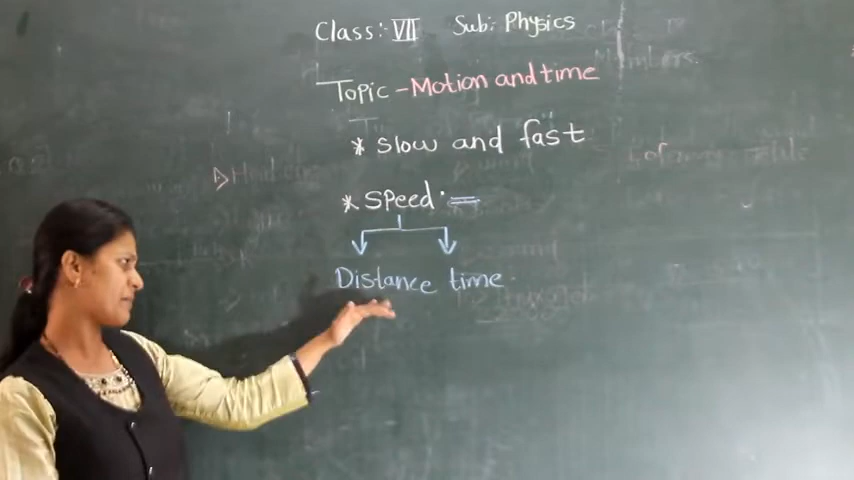 Class:- VII Sub: Physics
Topic - Motion and time
* Slow and fast
* Speed. =
Distance time